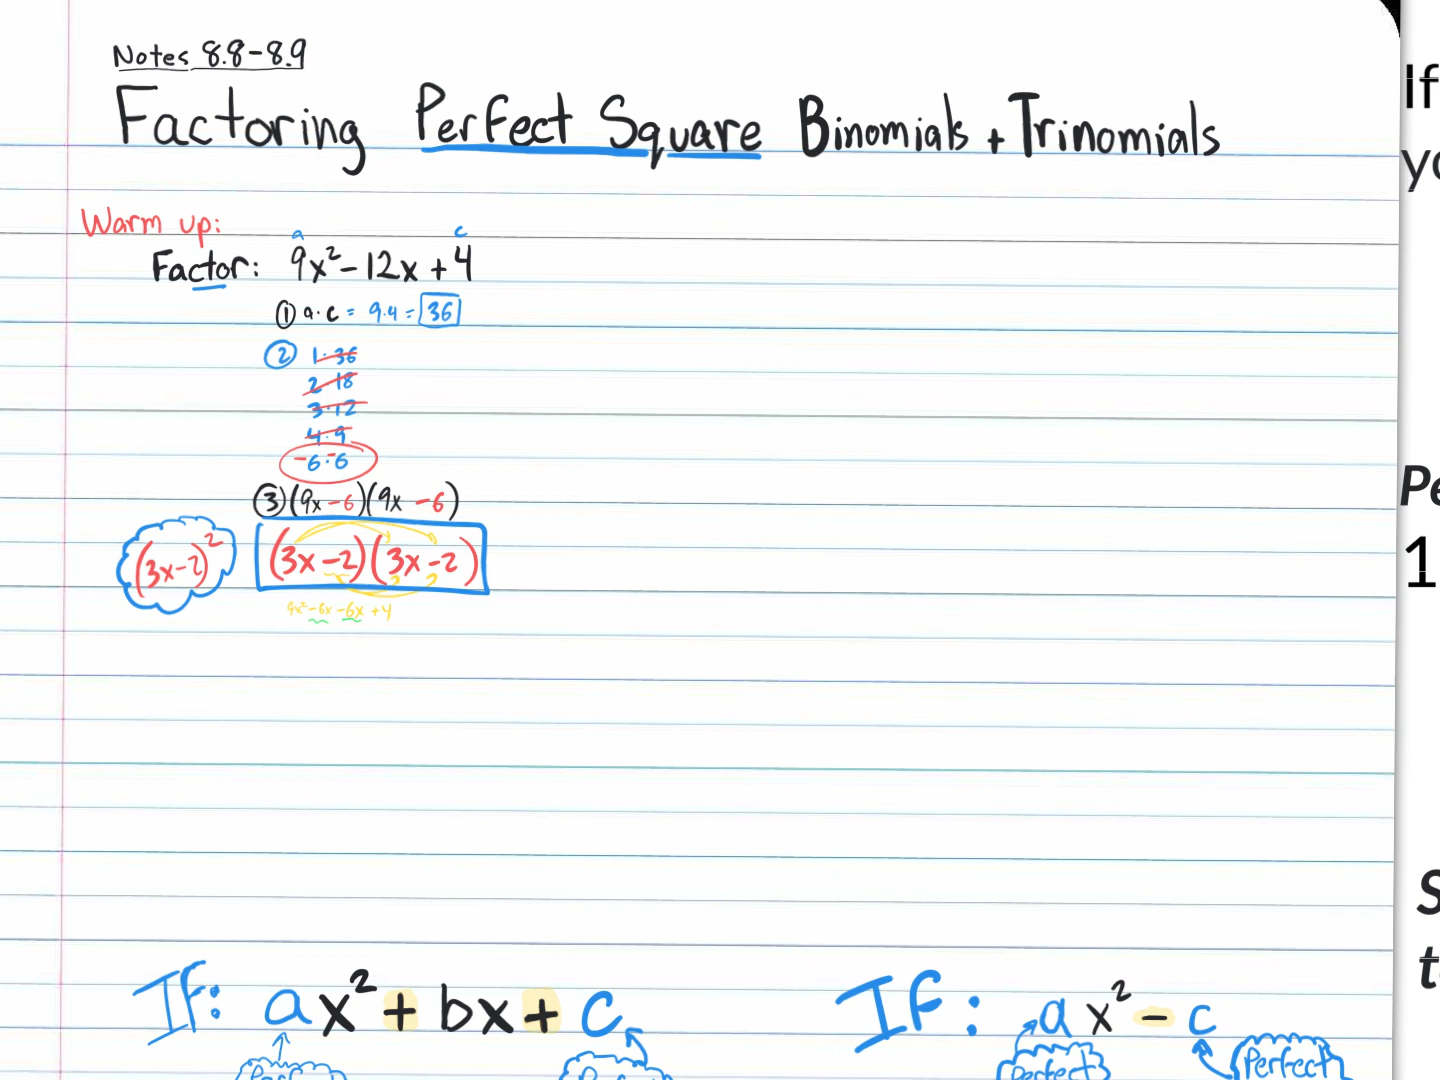 Notes 8.8-8.9
Factoring Perfect Square Binomials + Trinomials
Warm up:
a c
Factor: 9x² - 12x + 4
① a·c = 9·4 = 36
② 1·36
2·18
3·12
4·9
-6·-6
③ (9x - 6)(9x - 6)
(3x - 2)² (3x - 2)(3x - 2)
9x² - 6x - 6x + 4
If: ax² + bx + c
If: ax² - c
Perfect
Perfect
If
1